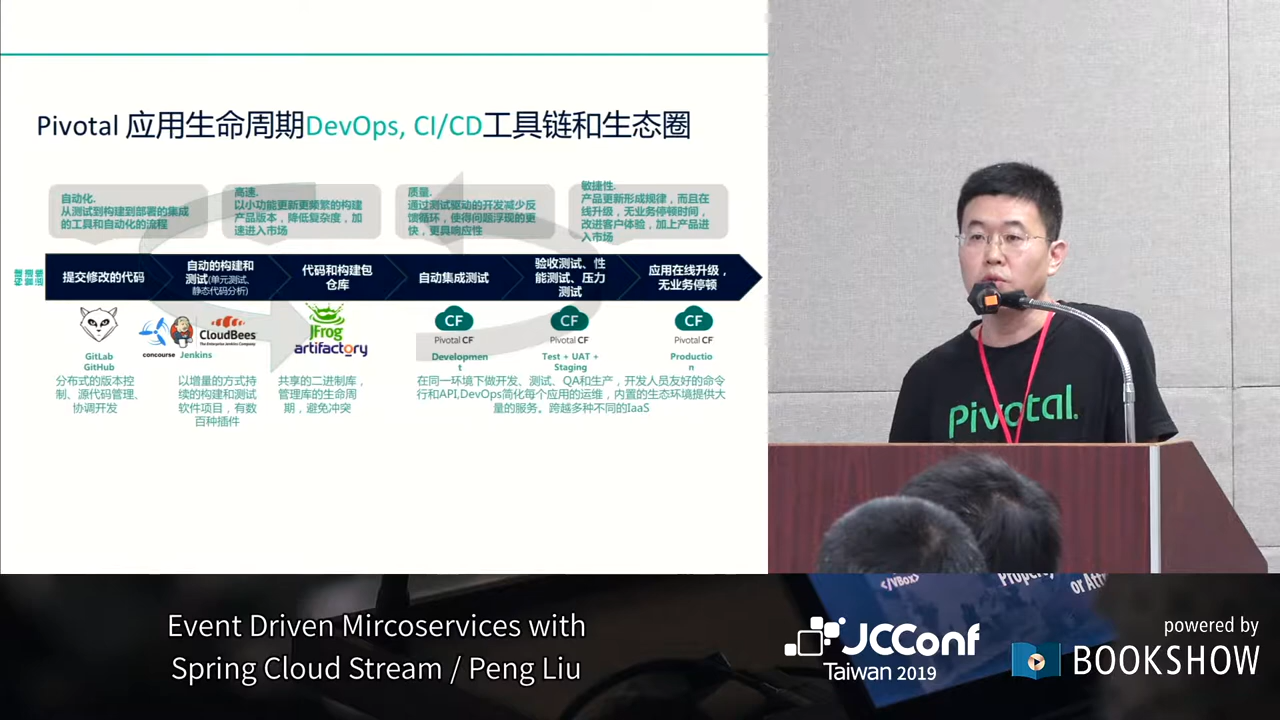 Pivotal 应用生命周期DevOps, CI/CD工具链和生态圈
自动化.
从测试到构建到部署的集成
的工具和自动化的流程
高速.
以小功能更新更频繁的构建
产品版本，降低复杂度，加
速进入市场
质量.
通过测试驱动的开发减少反
馈循环，使得问题浮现的更
快，更具响应性
敏捷性.
产品更新形成规律，而且在
线升级，无业务停顿时间，
改进客户体验，加上产品进
入市场
提交修改的代码
自动的构建和
测试(单元测试、
静态代码分析)
代码和构建包
仓库
自动集成测试
验收测试、性
能测试、压力
测试
应用在线升级，
无业务停顿
GitLab
GitHub
concourse
Jenkins
CloudBees
The Enterprise Jenkins Company
JFrog
artifactory
CF
Pivotal CF
Developmen
t
CF
Pivotal CF
Test + UAT +
Staging
CF
Pivotal CF
Productio
n
分布式的版本控
制、源代码管理、
协调开发
以增量的方式持
续的构建和测试
软件项目，有数
百种插件
共享的二进制库，
管理库的生命周
期，避免冲突
在同一环境下做开发、测试、QA和生产，开发人员友好的命令
行和API,DevOps简化每个应用的运维，内置的生态环境提供大
量的服务。跨越多种不同的IaaS
Pivotal.
</VBox>
Property
or Att
Event Driven Mircoservices with
Spring Cloud Stream / Peng Liu
JCConf
Taiwan 2019
powered by
BOOKSHOW